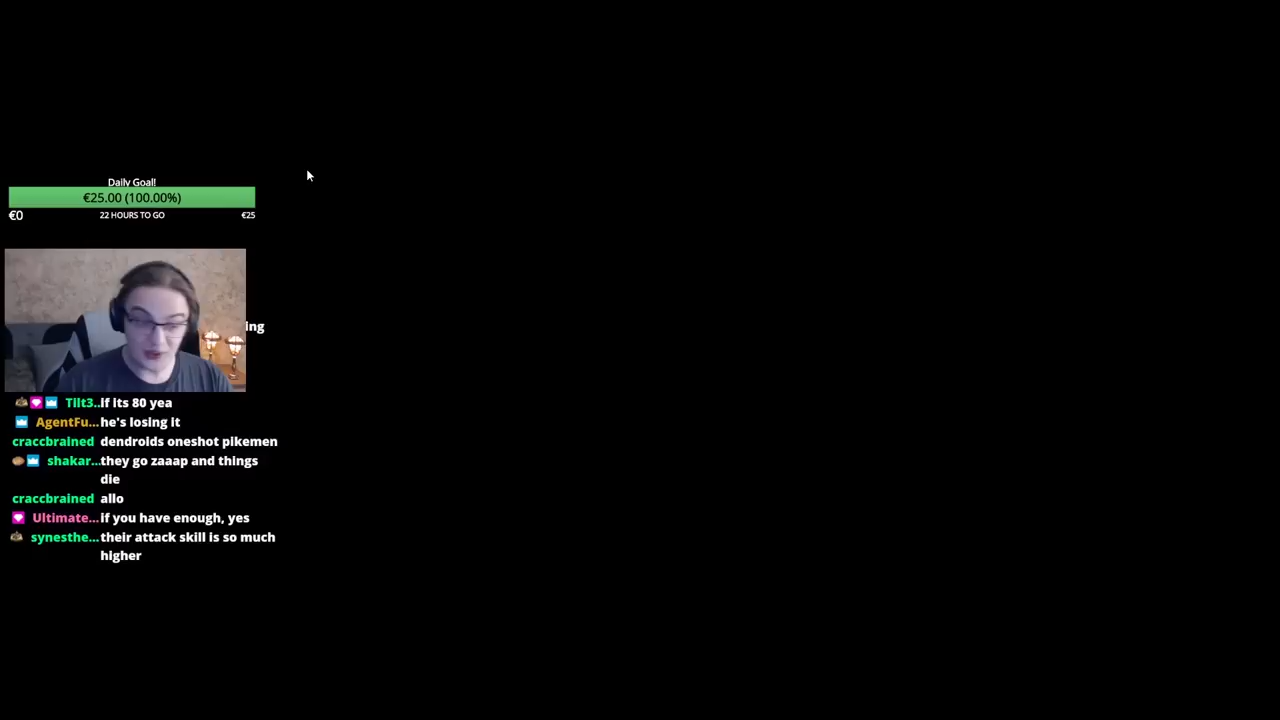 Daily Goal!
€25.00 (100.00%)
€0 22 HOURS TO GO €25
ing
Tilt3.. if its 80 yea
AgentFu... he's losing it
craccbrained dendroids oneshot pikemen
shakar... they go zaaap and things
die
craccbrained allo
Ultimate... if you have enough, yes
synesthe... their attack skill is so much
higher